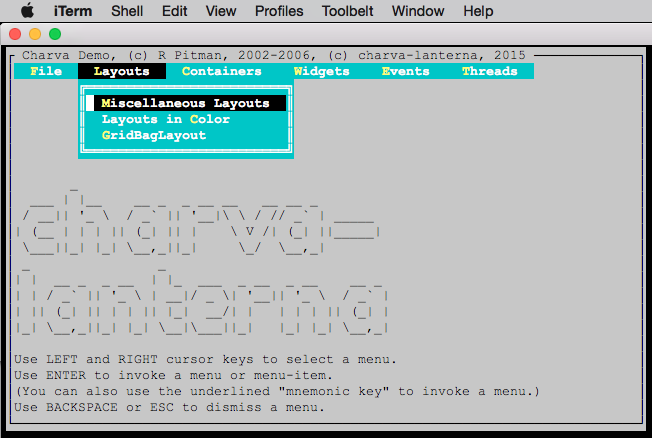 iTerm Shell Edit View Profiles Toolbelt Window Help
Charva Demo, (c) R Pitman, 2002-2006, (c) charva-lanterna, 2015
File Layouts Containers Widgets Events Threads
Miscellaneous Layouts
Layouts in Color
GridBagLayout
charva-
lanterna
Use LEFT and RIGHT cursor keys to select a menu.
Use ENTER to invoke a menu or menu-item.
(You can also use the underlined "mnemonic key" to invoke a menu.)
Use BACKSPACE or ESC to dismiss a menu.